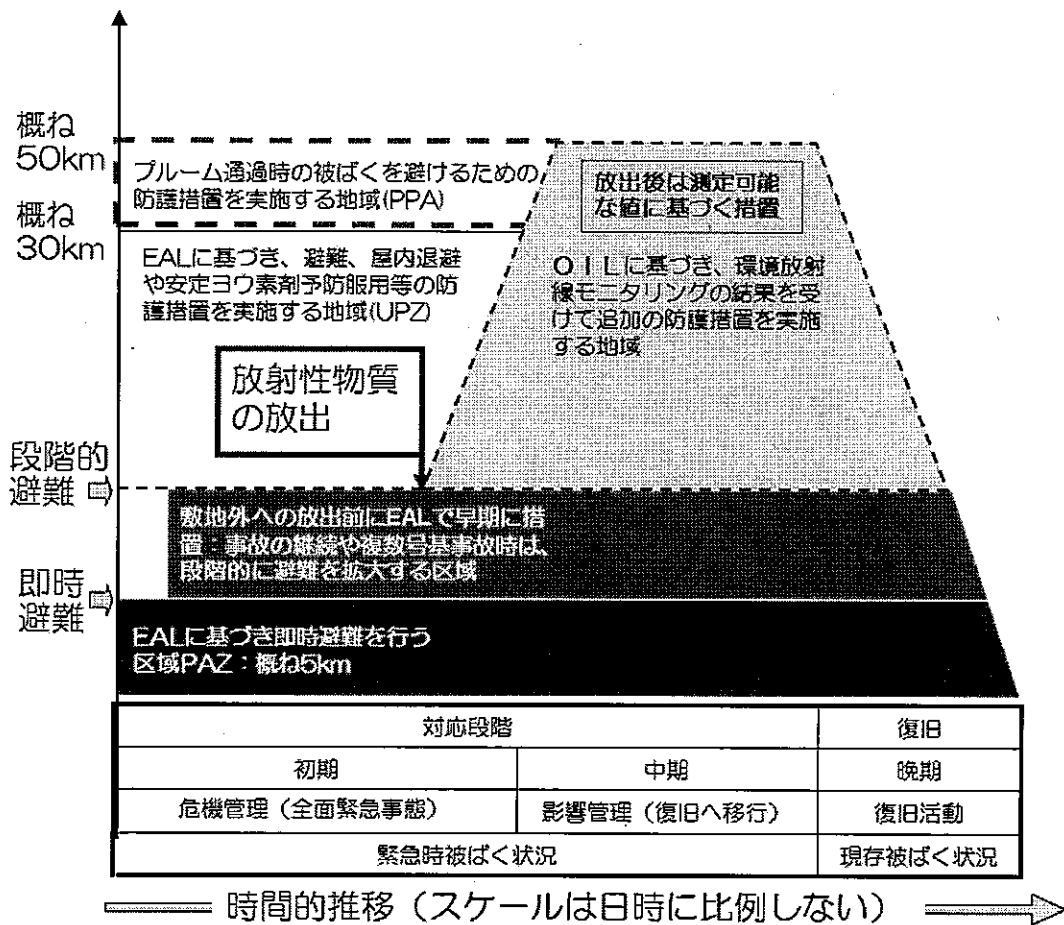 概ね
50km
プルーム通過時の被ばくを避けるための
防護措置を実施する地域(PPA)
概ね
30km
EALに基づき、避難、屋内退避
や安定ヨウ素剤予防服用等の防
護措置を実施する地域(UPZ)
放出後は測定可能
な値に基づく措置
OILに基づき、環境放射
線モニタリングの結果を受
けて追加の防護措置を実施
する地域
放射性物質
の放出
段階的
避難
敷地外への放出前にEALで早期に措
置：事故の継続や複数号基事故時は、
段階的に避難を拡大する区域
即時
避難
EALに基づき即時避難を行う
区域PAZ：概ね5km
対応段階 復旧
初期 中期 晩期
危機管理（全面緊急事態） 影響管理（復旧へ移行） 復旧活動
緊急時被ばく状況 現存被ばく状況
時間的推移（スケールは日時に比例しない）